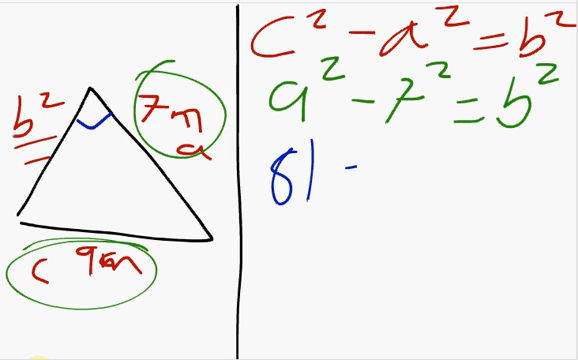 b²
7m
a
c 9m
c² - a² = b²
9² - 7² = b²
81 -